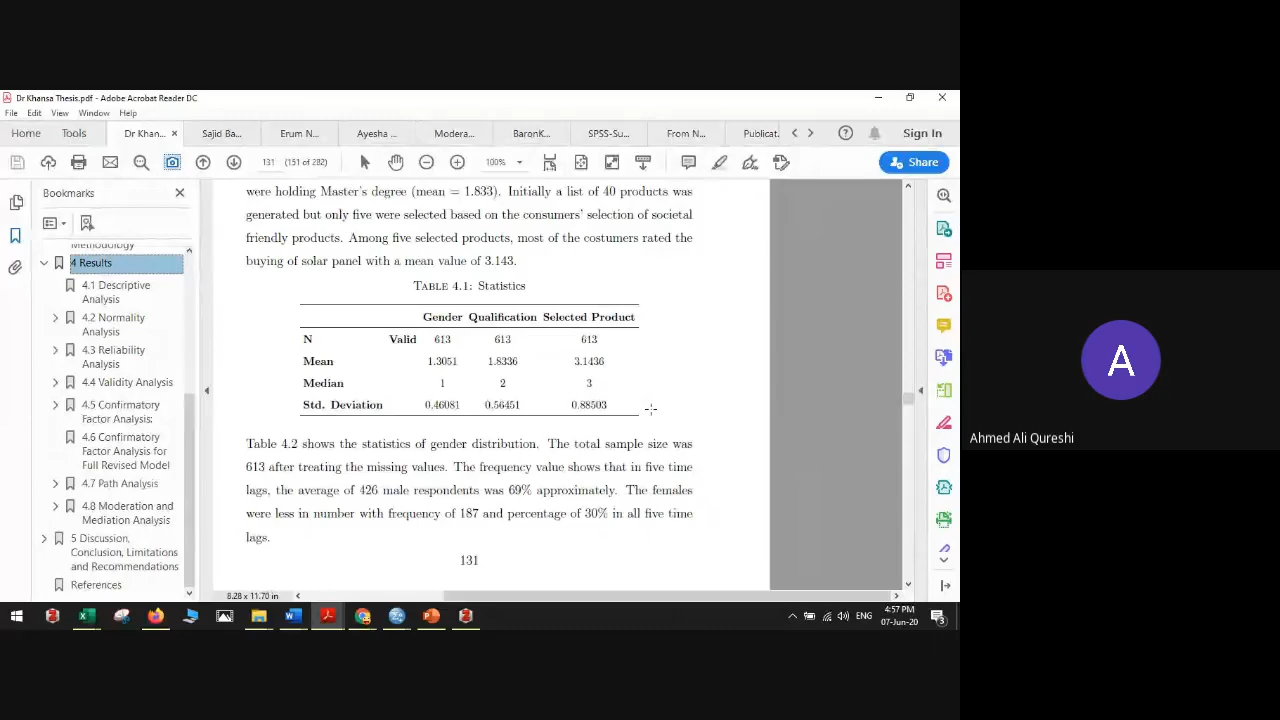 Dr Khansa Thesis.pdf - Adobe Acrobat Reader DC
File Edit View Window Help
Home Tools Dr Khan... × Sajid Ba... Erum N... Ayesha ... Modera... BaronK... SPSS-Su... From N... Publicat Sign In
131 (151 of 282) 100% Share
Bookmarks
Methodology
4 Results
4.1 Descriptive
Analysis
4.2 Normality
Analysis
4.3 Reliability
Analysis
4.4 Validity Analysis
4.5 Confirmatory
Factor Analysis:
4.6 Confirmatory
Factor Analysis for
Full Revised Model
4.7 Path Analysis
4.8 Moderation and
Mediation Analysis
5 Discussion,
Conclusion, Limitations
and Recommendations
References
were holding Master's degree (mean = 1.833). Initially a list of 40 products was
generated but only five were selected based on the consumers' selection of societal
friendly products. Among five selected products, most of the costumers rated the
buying of solar panel with a mean value of 3.143.
TABLE 4.1: Statistics
Gender Qualification Selected Product
N Valid 613 613 613
Mean 1.3051 1.8336 3.1436
Median 1 2 3
Std. Deviation 0.46081 0.56451 0.88503
Table 4.2 shows the statistics of gender distribution. The total sample size was
613 after treating the missing values. The frequency value shows that in five time
lags, the average of 426 male respondents was 69% approximately. The females
were less in number with frequency of 187 and percentage of 30% in all five time
lags.
131
8.28 x 11.70 in
A
Ahmed Ali Qureshi
ENG
4:57 PM
07-Jun-20
3